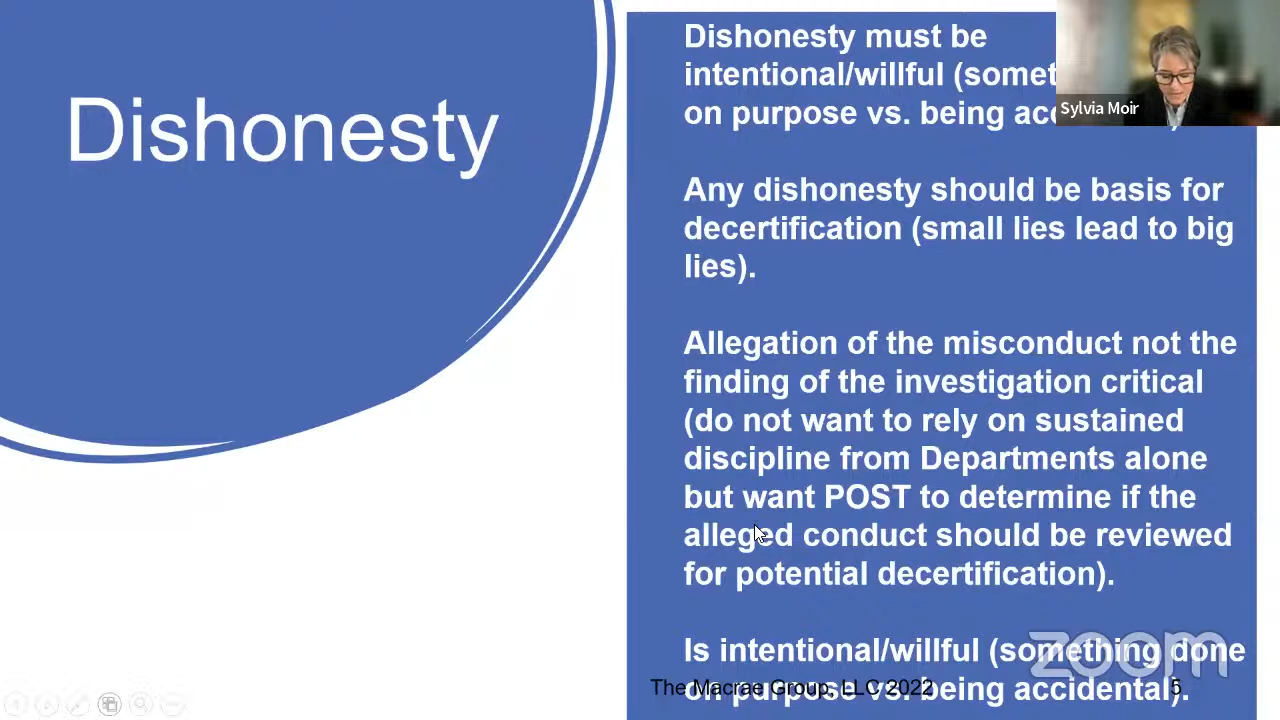 Dishonesty
Dishonesty must be
intentional/willful (somet
on purpose vs. being acc
Any dishonesty should be basis for
decertification (small lies lead to big
lies).
Allegation of the misconduct not the
finding of the investigation critical
(do not want to rely on sustained
discipline from Departments alone
but want POST to determine if the
alleged conduct should be reviewed
for potential decertification).
Is intentional/willful (something done
on purpose vs. being accidental).
The Macrae Group, LLC 2022
5
Sylvia Moir
zoom